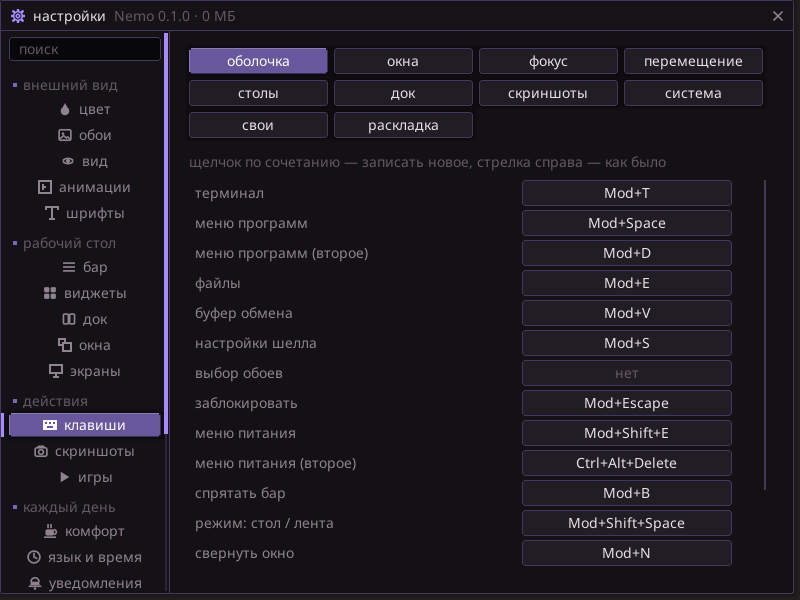 настройки Nemo 0.1.0 · 0 МБ
поиск
внешний вид
цвет
обои
вид
анимации
шрифты
рабочий стол
бар
виджеты
док
окна
экраны
действия
клавиши
скриншоты
игры
каждый день
комфорт
язык и время
уведомления
оболочка окна фокус перемещение
столы док скриншоты система
свои раскладка
щелчок по сочетанию — записать новое, стрелка справа — как было
терминал Mod+T
меню программ Mod+Space
меню программ (второе) Mod+D
файлы Mod+E
буфер обмена Mod+V
настройки шелла Mod+S
выбор обоев нет
заблокировать Mod+Escape
меню питания Mod+Shift+E
меню питания (второе) Ctrl+Alt+Delete
спрятать бар Mod+B
режим: стол / лента Mod+Shift+Space
свернуть окно Mod+N